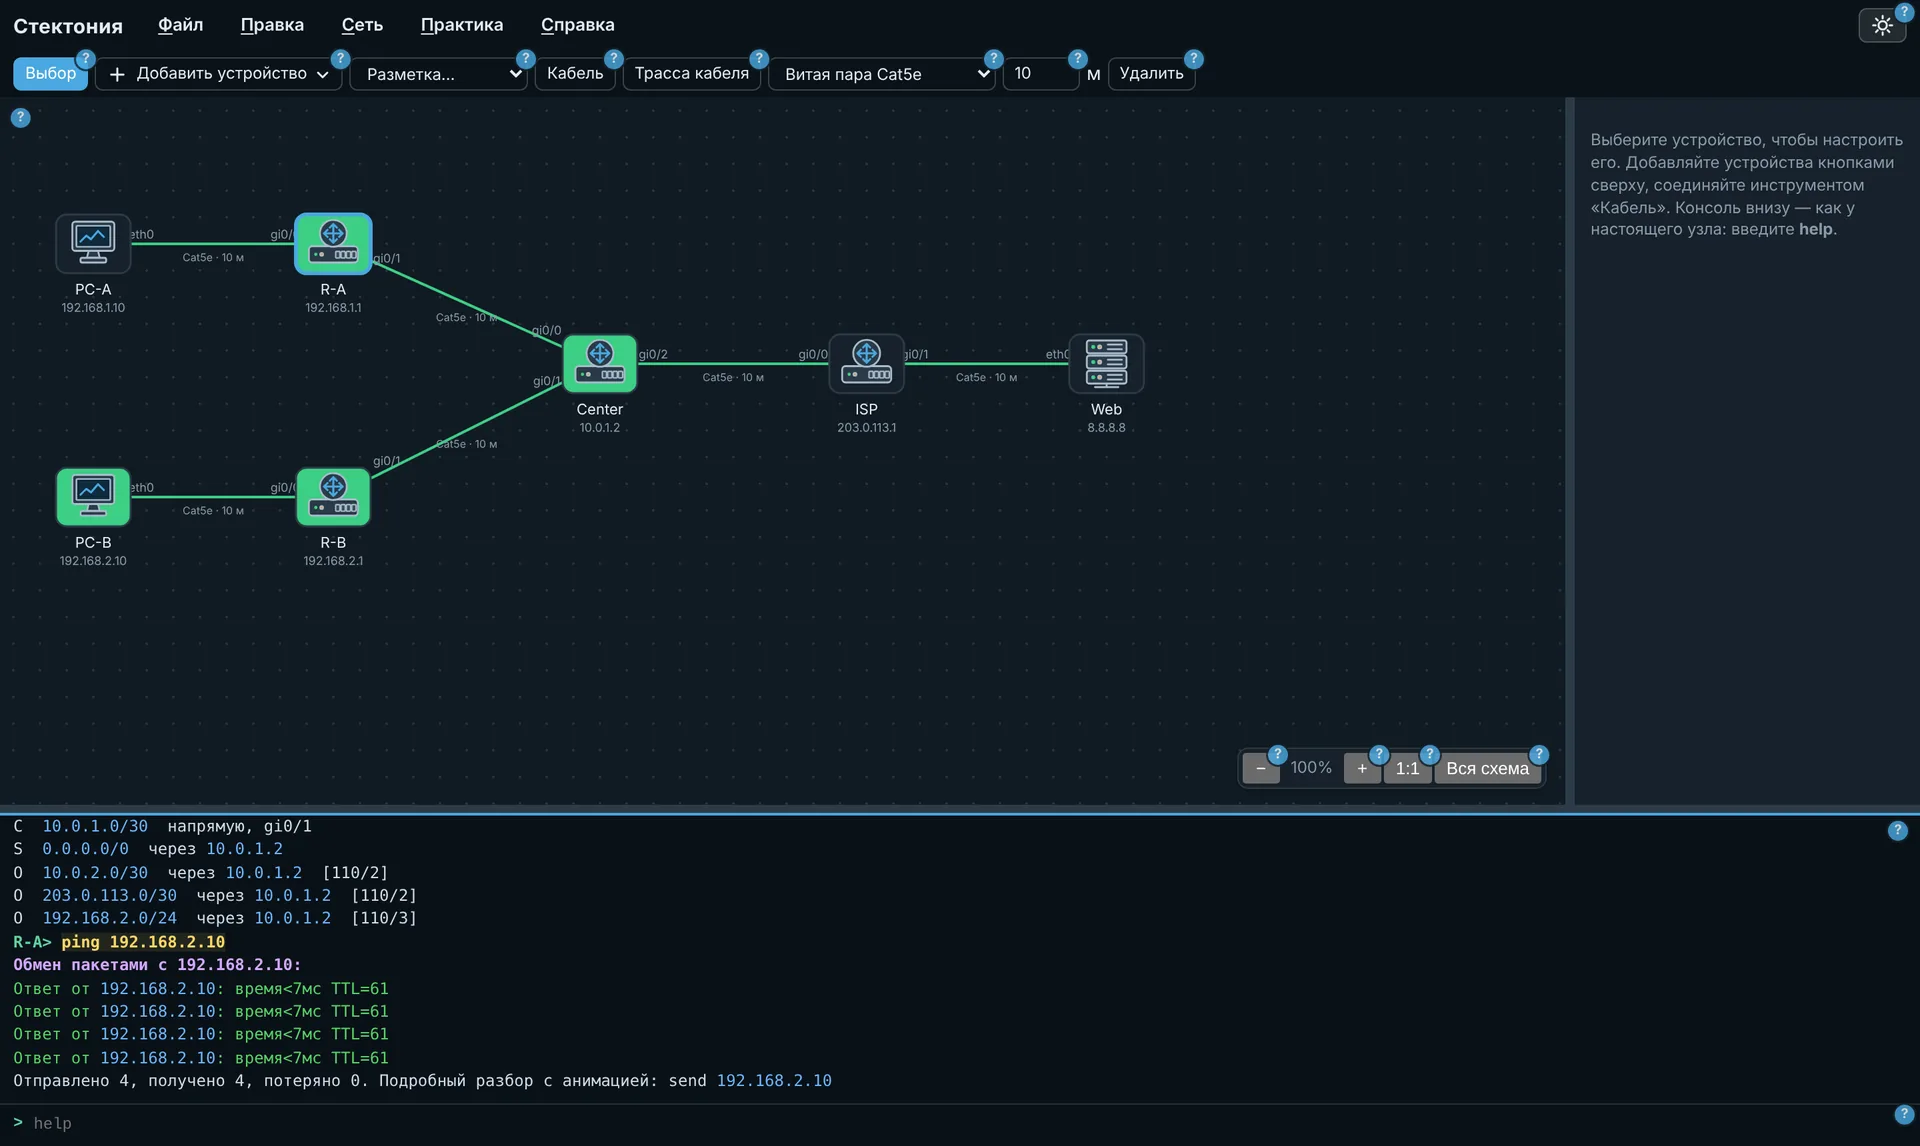 Стектония Файл Правка Сеть Практика Справка ?
Выбор ? + Добавить устройство ? Разметка... ? Кабель ? Трасса кабеля ? Витая пара Cat5e ? 10 ? м Удалить ?
?
Выберите устройство, чтобы настроить
его. Добавляйте устройства кнопками
сверху, соединяйте инструментом
«Кабель». Консоль внизу — как у
настоящего узла: введите help.
eth0 gi0/
Cat5e · 10 м
gi0/1
PC-A
192.168.1.10
R-A
192.168.1.1
Cat5e · 10 м
gi0/0
gi0/1
gi0/2
Cat5e · 10 м
gi0/0
gi0/1
Cat5e · 10 м
eth0
Center
10.0.1.2
ISP
203.0.113.1
Web
8.8.8.8
Cat5e · 10 м
gi0/1
eth0 gi0/
Cat5e · 10 м
PC-B
192.168.2.10
R-B
192.168.2.1
− ? 100% + ? 1:1 ? Вся схема ?
C 10.0.1.0/30 напрямую, gi0/1
?
S 0.0.0.0/0 через 10.0.1.2
O 10.0.2.0/30 через 10.0.1.2 [110/2]
O 203.0.113.0/30 через 10.0.1.2 [110/2]
O 192.168.2.0/24 через 10.0.1.2 [110/3]
R-A> ping 192.168.2.10
Обмен пакетами с 192.168.2.10:
Ответ от 192.168.2.10: время<7мс TTL=61
Ответ от 192.168.2.10: время<7мс TTL=61
Ответ от 192.168.2.10: время<7мс TTL=61
Ответ от 192.168.2.10: время<7мс TTL=61
Отправлено 4, получено 4, потеряно 0. Подробный разбор с анимацией: send 192.168.2.10
> help ?